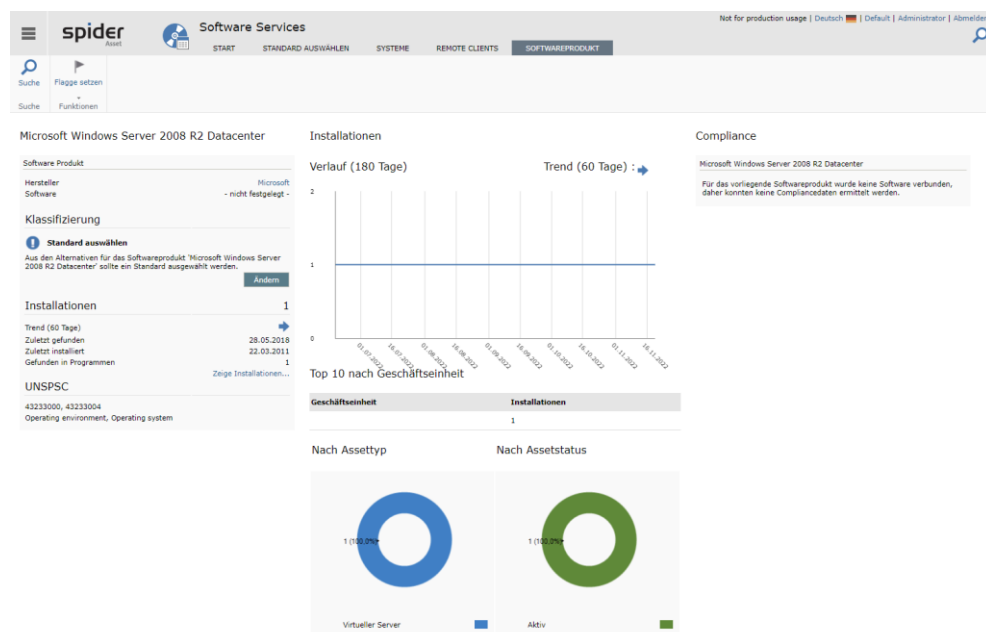 Not for production usage | Deutsch | Default | Administrator | Abmelden
spider
Asset
Software Services
START STANDARD AUSWÄHLEN SYSTEME REMOTE CLIENTS SOFTWAREPRODUKT
Suche Flagge setzen
Suche Funktionen
Microsoft Windows Server 2008 R2 Datacenter
Software Produkt
Hersteller Microsoft
Software - nicht festgelegt -
Klassifizierung
Standard auswählen
Aus den Alternativen für das Softwareprodukt 'Microsoft Windows Server
2008 R2 Datacenter' sollte ein Standard ausgewählt werden.
Ändern
Installationen 1
Trend (60 Tage)
Zuletzt gefunden 28.05.2018
Zuletzt installiert 22.03.2011
Gefunden in Programmen 1
Zeige Installationen...
UNSPSC
43233000, 43233004
Operating environment, Operating system
Installationen
Verlauf (180 Tage) Trend (60 Tage) :
2
1
0
01.07.2022 16.07.2022 01.08.2022 16.08.2022 01.09.2022 16.09.2022 01.10.2022 16.10.2022 01.11.2022 16.11.2022
Top 10 nach Geschäftseinheit
Geschäftseinheit Installationen
1
Nach Assettyp Nach Assetstatus
1 (100,0%) 1 (100,0%)
Virtueller Server Aktiv
Compliance
Microsoft Windows Server 2008 R2 Datacenter
Für das vorliegende Softwareprodukt wurde keine Software verbunden,
daher konnten keine Compliancedaten ermittelt werden.